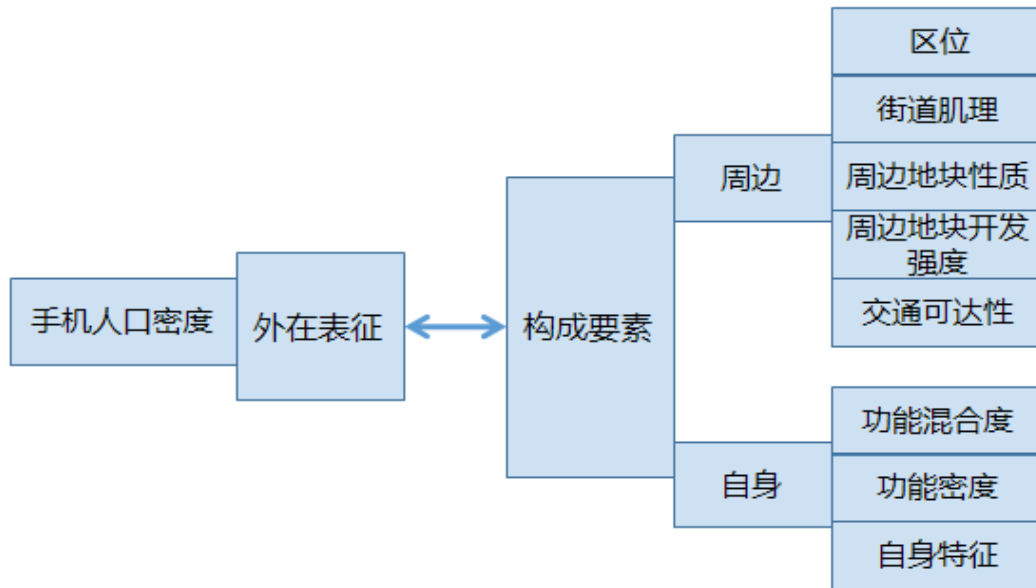 手机人口密度
外在表征
构成要素
周边
区位
街道肌理
周边地块性质
周边地块开发
强度
交通可达性
自身
功能混合度
功能密度
自身特征